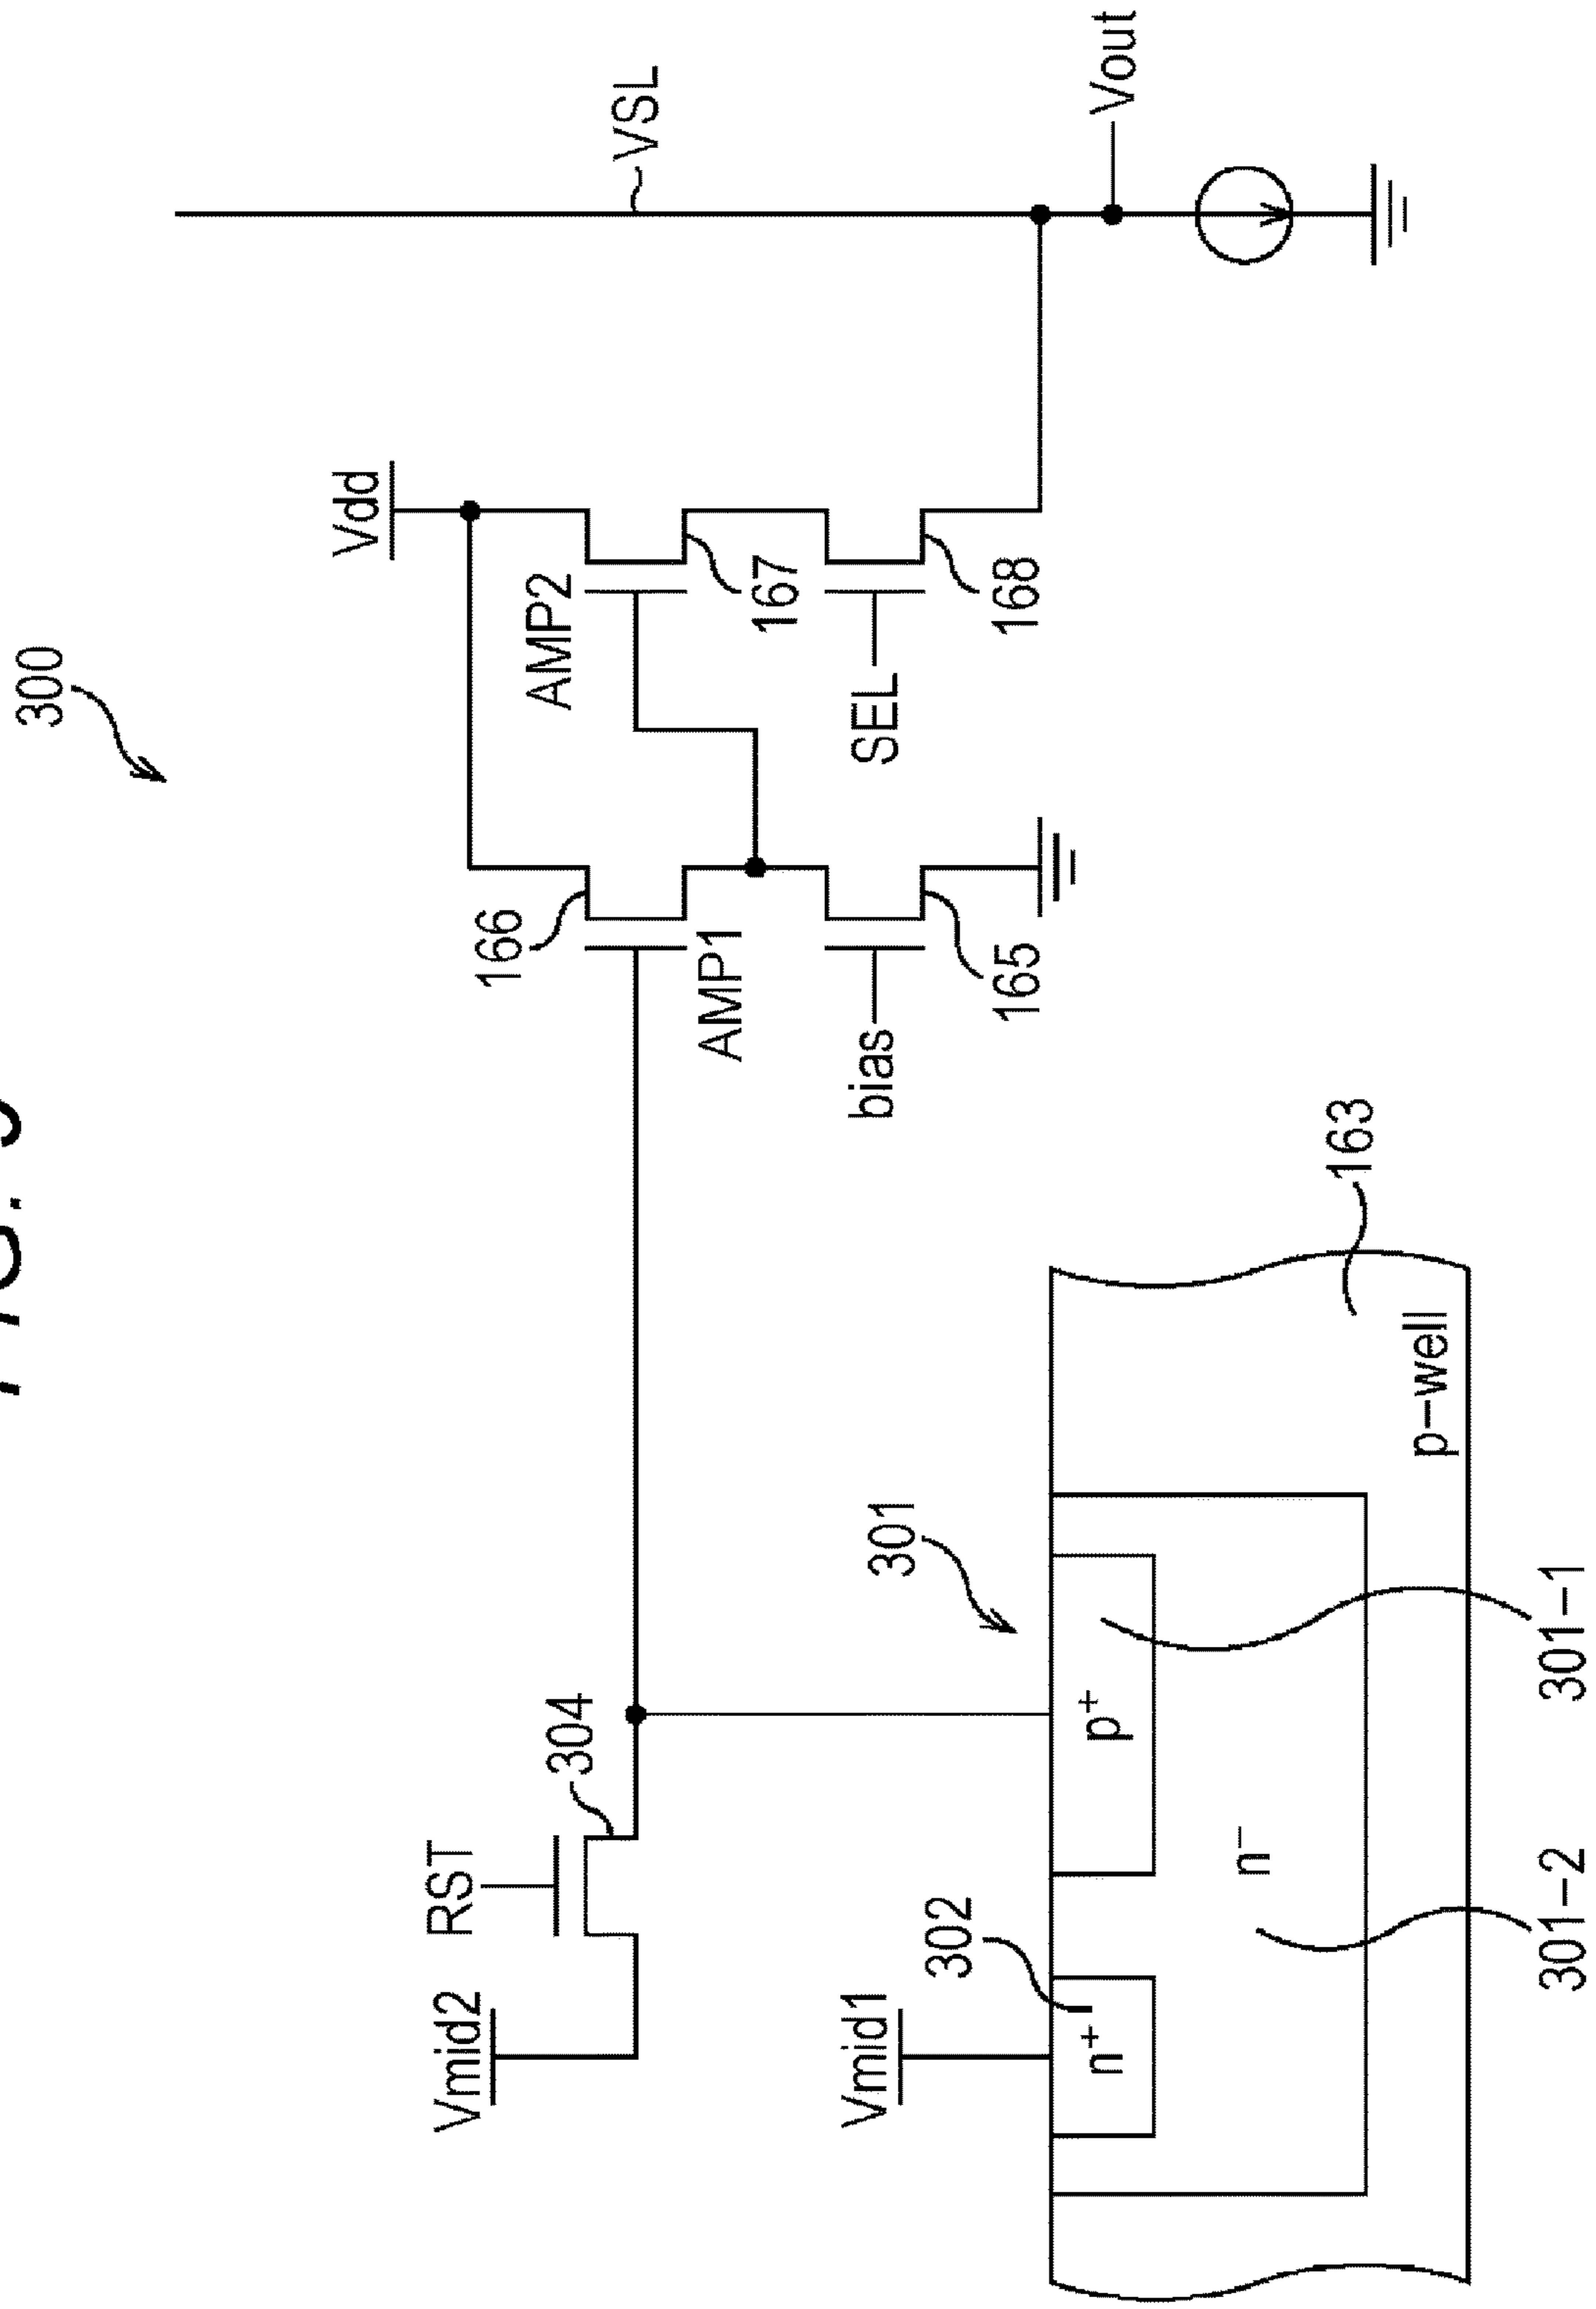 300
Vdd
VSL
AMP2
167
166
AMP1
SEL
168
bias
165
Vout
RST
304
Vmid2
Vmid1
302
301
n+
p+
n−
163
p-well
301-2
301-1